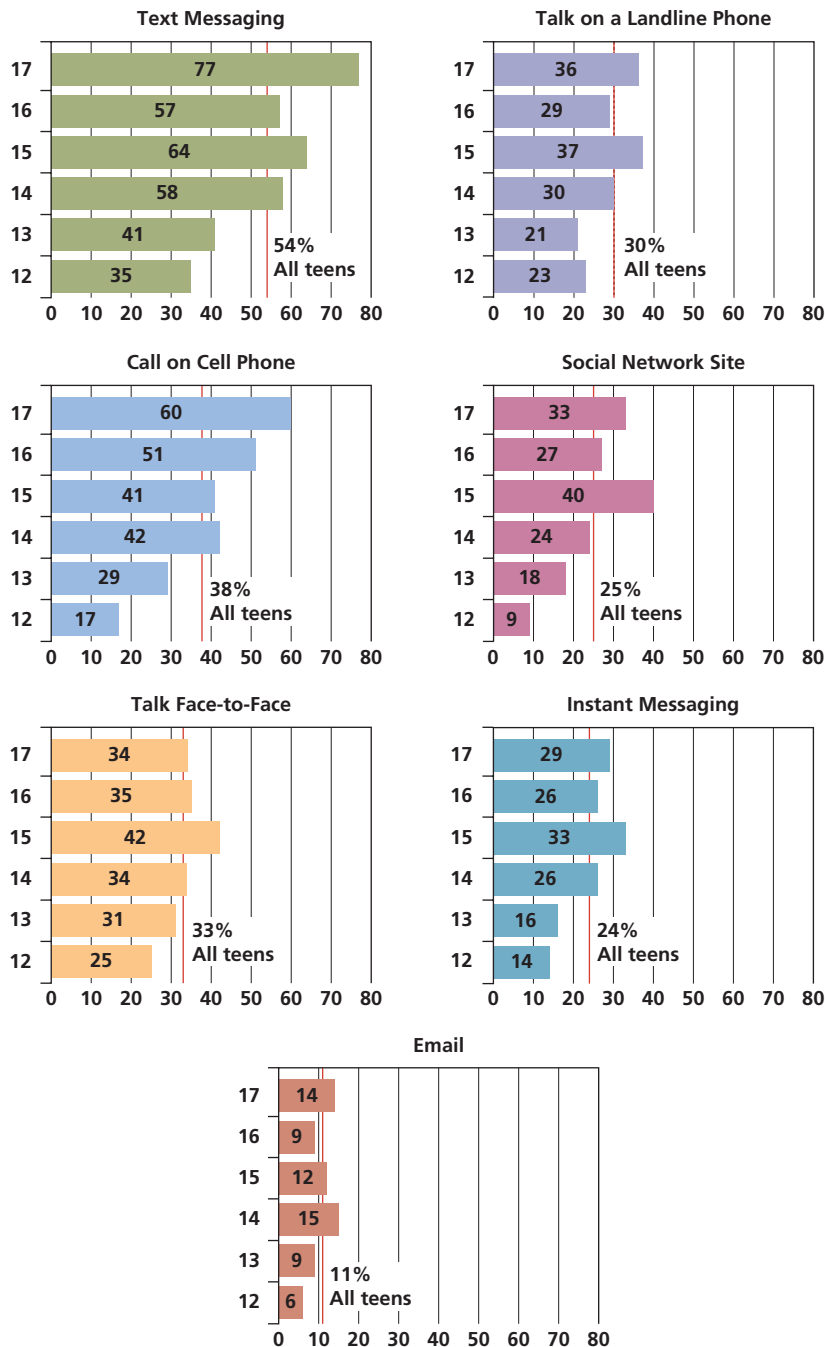 Text Messaging
17 77
16 57
15 64
14 58
13 41
12 35
54%
All teens
0 10 20 30 40 50 60 70 80
Talk on a Landline Phone
17 36
16 29
15 37
14 30
13 21
12 23
30%
All teens
0 10 20 30 40 50 60 70 80
Call on Cell Phone
17 60
16 51
15 41
14 42
13 29
12 17
38%
All teens
0 10 20 30 40 50 60 70 80
Social Network Site
17 33
16 27
15 40
14 24
13 18
12 9
25%
All teens
0 10 20 30 40 50 60 70 80
Talk Face-to-Face
17 34
16 35
15 42
14 34
13 31
12 25
33%
All teens
0 10 20 30 40 50 60 70 80
Instant Messaging
17 29
16 26
15 33
14 26
13 16
12 14
24%
All teens
0 10 20 30 40 50 60 70 80
Email
17 14
16 9
15 12
14 15
13 9
12 6
11%
All teens
0 10 20 30 40 50 60 70 80